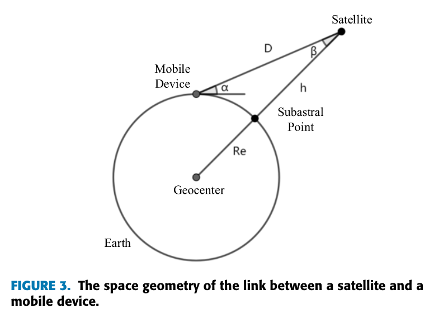 Satellite
D
β
Mobile
Device
α
h
Subastral
Point
Re
Geocenter
Earth
FIGURE 3. The space geometry of the link between a satellite and a
mobile device.